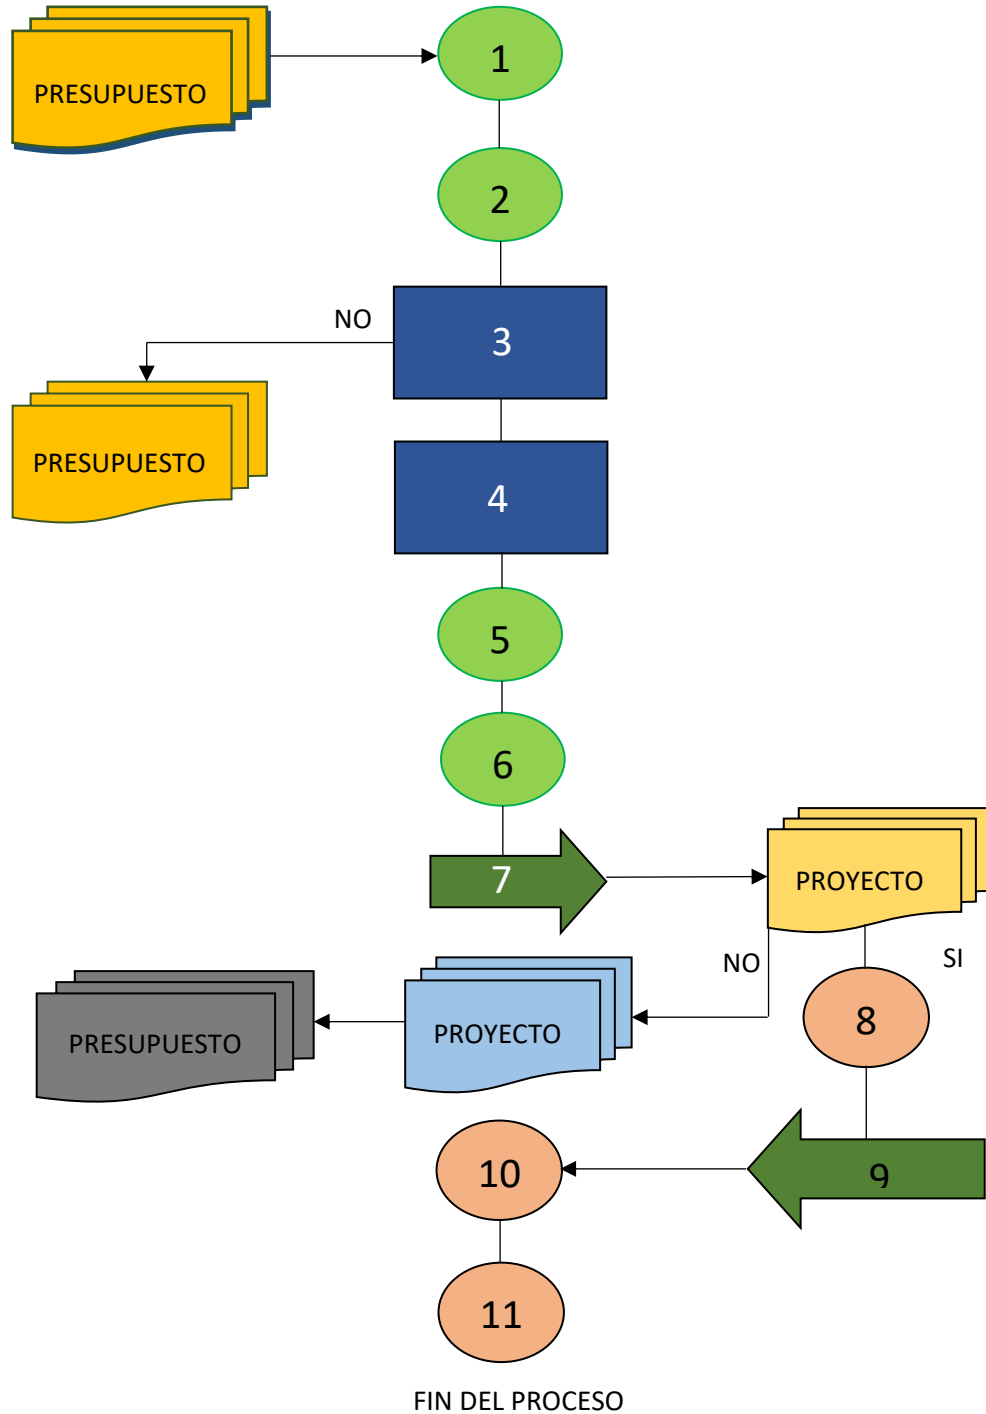 PRESUPUESTO
1
2
NO
3
PRESUPUESTO
4
5
6
7
PROYECTO
NO
SI
8
PROYECTO
PRESUPUESTO
9
10
11
FIN DEL PROCESO